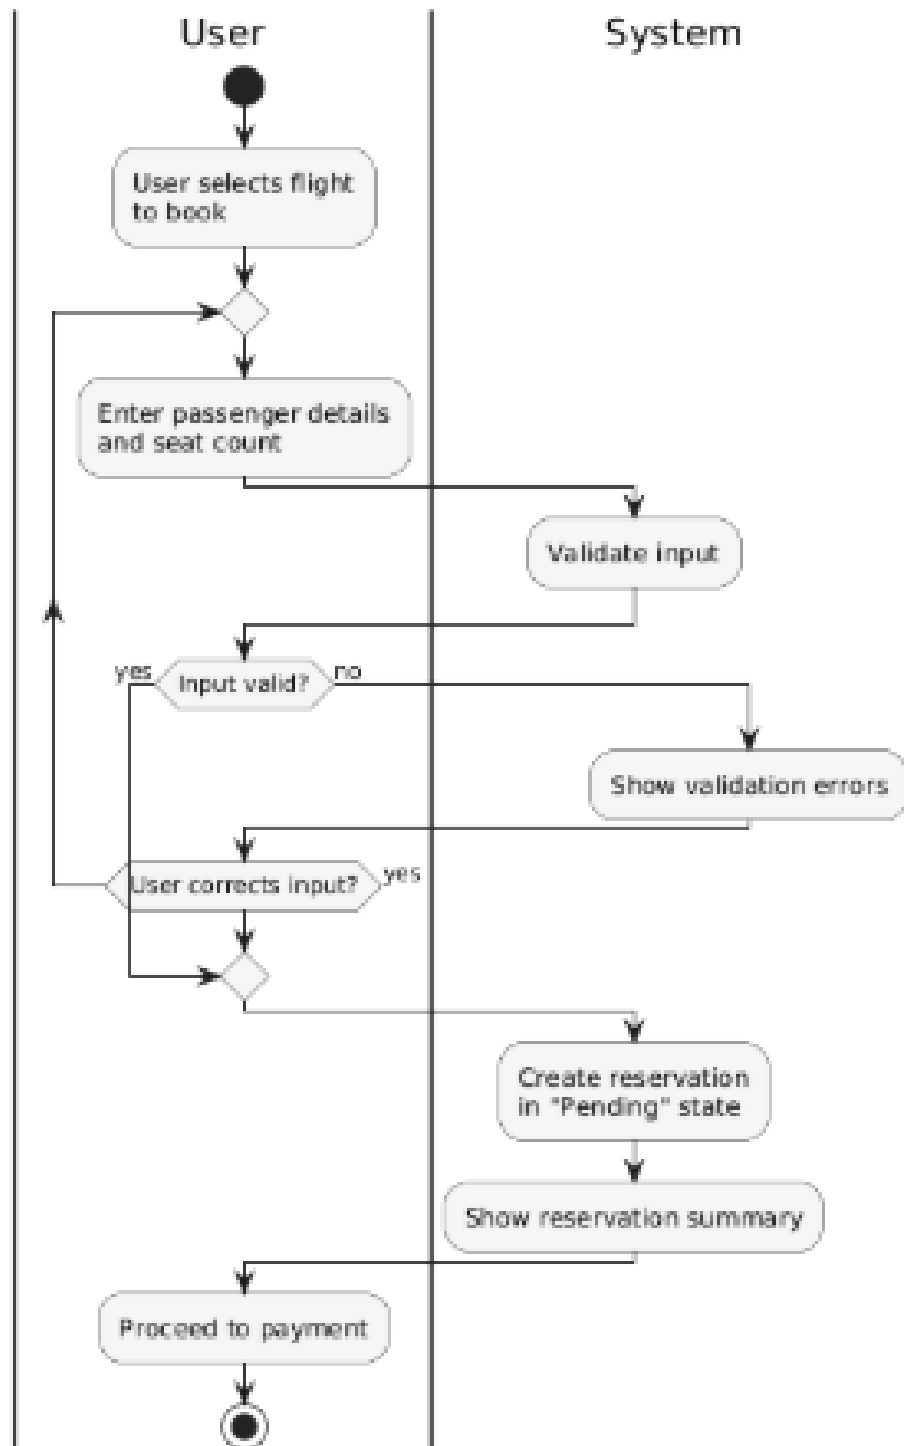 User
System
User selects flight
to book
Enter passenger details
and seat count
Validate input
yes
Input valid?
no
Show validation errors
User corrects input?
yes
Create reservation
in "Pending" state
Show reservation summary
Proceed to payment